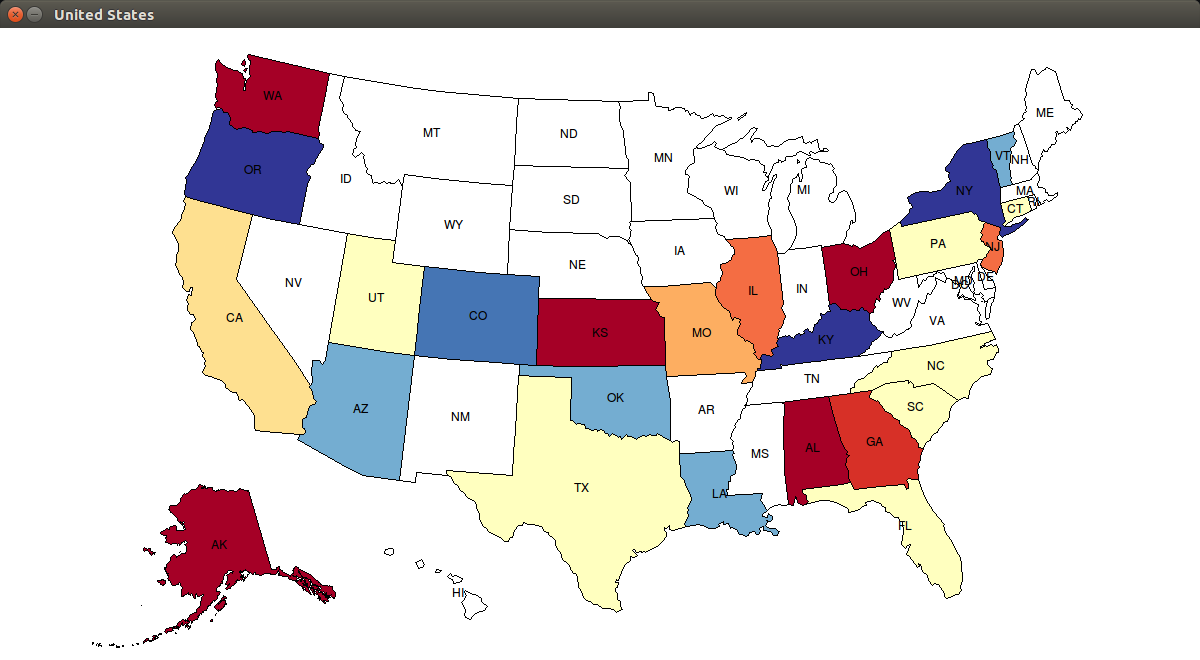 United States
WA
ME
MT
ND
MN
VT
NH
OR
ID
SD
WI
MI
NY
MA
RI
CT
WY
PA
NJ
NE
IA
OH
DE
MD
DC
NV
UT
CO
IL
IN
WV
CA
KS
MO
KY
VA
NC
TN
AZ
OK
NM
AR
SC
GA
AL
MS
TX
LA
FL
AK
HI